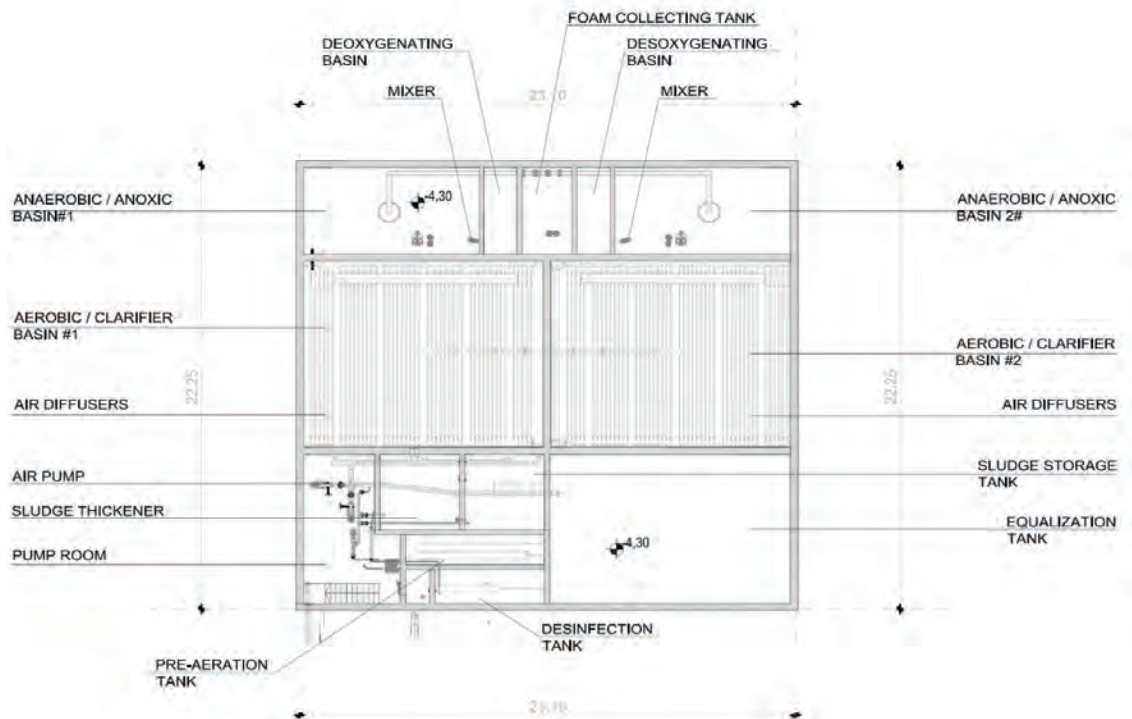 FOAM COLLECTING TANK
DEOXYGENATING
BASIN
DESOXYGENATING
BASIN
MIXER
MIXER
ANAEROBIC / ANOXIC
BASIN#1
-4,30
ANAEROBIC / ANOXIC
BASIN 2#
AEROBIC / CLARIFIER
BASIN #1
AEROBIC / CLARIFIER
BASIN #2
22.25
22.25
AIR DIFFUSERS
AIR DIFFUSERS
AIR PUMP
SLUDGE STORAGE
TANK
SLUDGE THICKENER
EQUALIZATION
TANK
-4,30
PUMP ROOM
DESINFECTION
TANK
PRE-AERATION
TANK